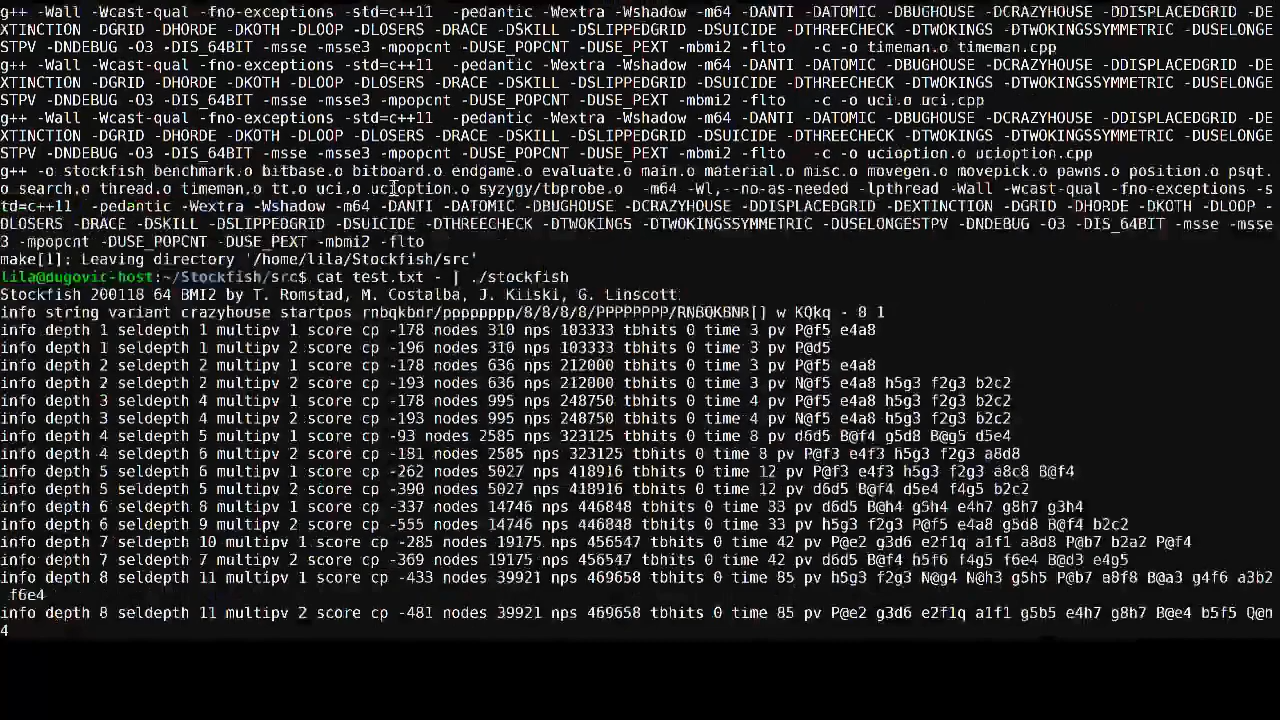 g++ -Wall -Wcast-qual -fno-exceptions -std=c++11  -pedantic -Wextra -Wshadow -m64 -DANTI -DATOMIC -DBUGHOUSE -DCRAZYHOUSE -DDISPLACEDGRID -DE
XTINCTION -DGRID -DHORDE -DKOTH -DLOOP -DLOSERS -DRACE -DSKILL -DSLIPPEDGRID -DSUICIDE -DTHREECHECK -DTWOKINGS -DTWOKINGSSYMMETRIC -DUSELONGE
STPV -DNDEBUG -O3 -DIS_64BIT -msse -msse3 -mpopcnt -DUSE_POPCNT -DUSE_PEXT -mbmi2 -flto   -c -o timeman.o timeman.cpp
g++ -Wall -Wcast-qual -fno-exceptions -std=c++11  -pedantic -Wextra -Wshadow -m64 -DANTI -DATOMIC -DBUGHOUSE -DCRAZYHOUSE -DDISPLACEDGRID -DE
XTINCTION -DGRID -DHORDE -DKOTH -DLOOP -DLOSERS -DRACE -DSKILL -DSLIPPEDGRID -DSUICIDE -DTHREECHECK -DTWOKINGS -DTWOKINGSSYMMETRIC -DUSELONGE
STPV -DNDEBUG -O3 -DIS_64BIT -msse -msse3 -mpopcnt -DUSE_POPCNT -DUSE_PEXT -mbmi2 -flto   -c -o uci.o uci.cpp
g++ -Wall -Wcast-qual -fno-exceptions -std=c++11  -pedantic -Wextra -Wshadow -m64 -DANTI -DATOMIC -DBUGHOUSE -DCRAZYHOUSE -DDISPLACEDGRID -DE
XTINCTION -DGRID -DHORDE -DKOTH -DLOOP -DLOSERS -DRACE -DSKILL -DSLIPPEDGRID -DSUICIDE -DTHREECHECK -DTWOKINGS -DTWOKINGSSYMMETRIC -DUSELONGE
STPV -DNDEBUG -O3 -DIS_64BIT -msse -msse3 -mpopcnt -DUSE_POPCNT -DUSE_PEXT -mbmi2 -flto   -c -o ucioption.o ucioption.cpp
g++ -o stockfish benchmark.o bitbase.o bitboard.o endgame.o evaluate.o main.o material.o misc.o movegen.o movepick.o pawns.o position.o psqt.
o search.o thread.o timeman.o tt.o uci.o ucioption.o syzygy/tbprobe.o  -m64 -Wl,--no-as-needed -lpthread -Wall -Wcast-qual -fno-exceptions -s
td=c++11  -pedantic -Wextra -Wshadow -m64 -DANTI -DATOMIC -DBUGHOUSE -DCRAZYHOUSE -DDISPLACEDGRID -DEXTINCTION -DGRID -DHORDE -DKOTH -DLOOP -
DLOSERS -DRACE -DSKILL -DSLIPPEDGRID -DSUICIDE -DTHREECHECK -DTWOKINGS -DTWOKINGSSYMMETRIC -DUSELONGESTPV -DNDEBUG -O3 -DIS_64BIT -msse -msse
3 -mpopcnt -DUSE_POPCNT -DUSE_PEXT -mbmi2 -flto
make[1]: Leaving directory '/home/lila/Stockfish/src'
lila@dugovic-host:~/Stockfish/src$ cat test.txt - | ./stockfish
Stockfish 200118 64 BMI2 by T. Romstad, M. Costalba, J. Kiiski, G. Linscott
info string variant crazyhouse startpos rnbqkbnr/pppppppp/8/8/8/8/PPPPPPPP/RNBQKBNR[] w KQkq - 0 1
info depth 1 seldepth 1 multipv 1 score cp -178 nodes 310 nps 103333 tbhits 0 time 3 pv P@f5 e4a8
info depth 1 seldepth 1 multipv 2 score cp -196 nodes 310 nps 103333 tbhits 0 time 3 pv P@d5
info depth 2 seldepth 2 multipv 1 score cp -178 nodes 636 nps 212000 tbhits 0 time 3 pv P@f5 e4a8
info depth 2 seldepth 2 multipv 2 score cp -193 nodes 636 nps 212000 tbhits 0 time 3 pv N@f5 e4a8 h5g3 f2g3 b2c2
info depth 3 seldepth 4 multipv 1 score cp -178 nodes 995 nps 248750 tbhits 0 time 4 pv P@f5 e4a8
info depth 3 seldepth 4 multipv 2 score cp -193 nodes 995 nps 248750 tbhits 0 time 4 pv N@f5 e4a8 h5g3 f2g3 b2c2
info depth 4 seldepth 5 multipv 1 score cp -93 nodes 2585 nps 323125 tbhits 0 time 8 pv d6d5 B@f4 g5d8 B@g5 d5e4
info depth 4 seldepth 6 multipv 2 score cp -181 nodes 2585 nps 323125 tbhits 0 time 8 pv P@f3 e4f3 h5g3 f2g3 a8d8
info depth 5 seldepth 6 multipv 1 score cp -262 nodes 5027 nps 418916 tbhits 0 time 12 pv P@f3 e4f3 h5g3 f2g3 a8c8 B@f4
info depth 5 seldepth 5 multipv 2 score cp -390 nodes 5027 nps 418916 tbhits 0 time 12 pv d6d5 B@f4 d5e4 f4g5 b2c2
info depth 6 seldepth 8 multipv 1 score cp -337 nodes 14746 nps 446848 tbhits 0 time 33 pv d6d5 B@h4 g5h4 e4h7 g8h7 g3h4
info depth 6 seldepth 9 multipv 2 score cp -555 nodes 14746 nps 446848 tbhits 0 time 33 pv h5g3 f2g3 P@f5 e4a8 g5d8 B@f4 b2c2
info depth 7 seldepth 10 multipv 1 score cp -285 nodes 19175 nps 456547 tbhits 0 time 42 pv P@e2 g3d6 e2f1q a1f1 a8d8 P@b7 b2a2 P@f4
info depth 7 seldepth 7 multipv 2 score cp -369 nodes 19175 nps 456547 tbhits 0 time 42 pv d6d5 B@f4 h5f6 f4g5 f6e4 B@d3 e4g5
info depth 8 seldepth 11 multipv 1 score cp -433 nodes 39921 nps 469658 tbhits 0 time 85 pv h5g3 f2g3 N@g4 N@h3 g5h5 P@b7 a8f8 B@a3 g4f6 a3b2
f6e4
info depth 8 seldepth 11 multipv 2 score cp -481 nodes 39921 nps 469658 tbhits 0 time 85 pv P@e2 g3d6 e2f1q a1f1 g5b5 e4h7 g8h7 B@e4 b5f5 Q@h
4